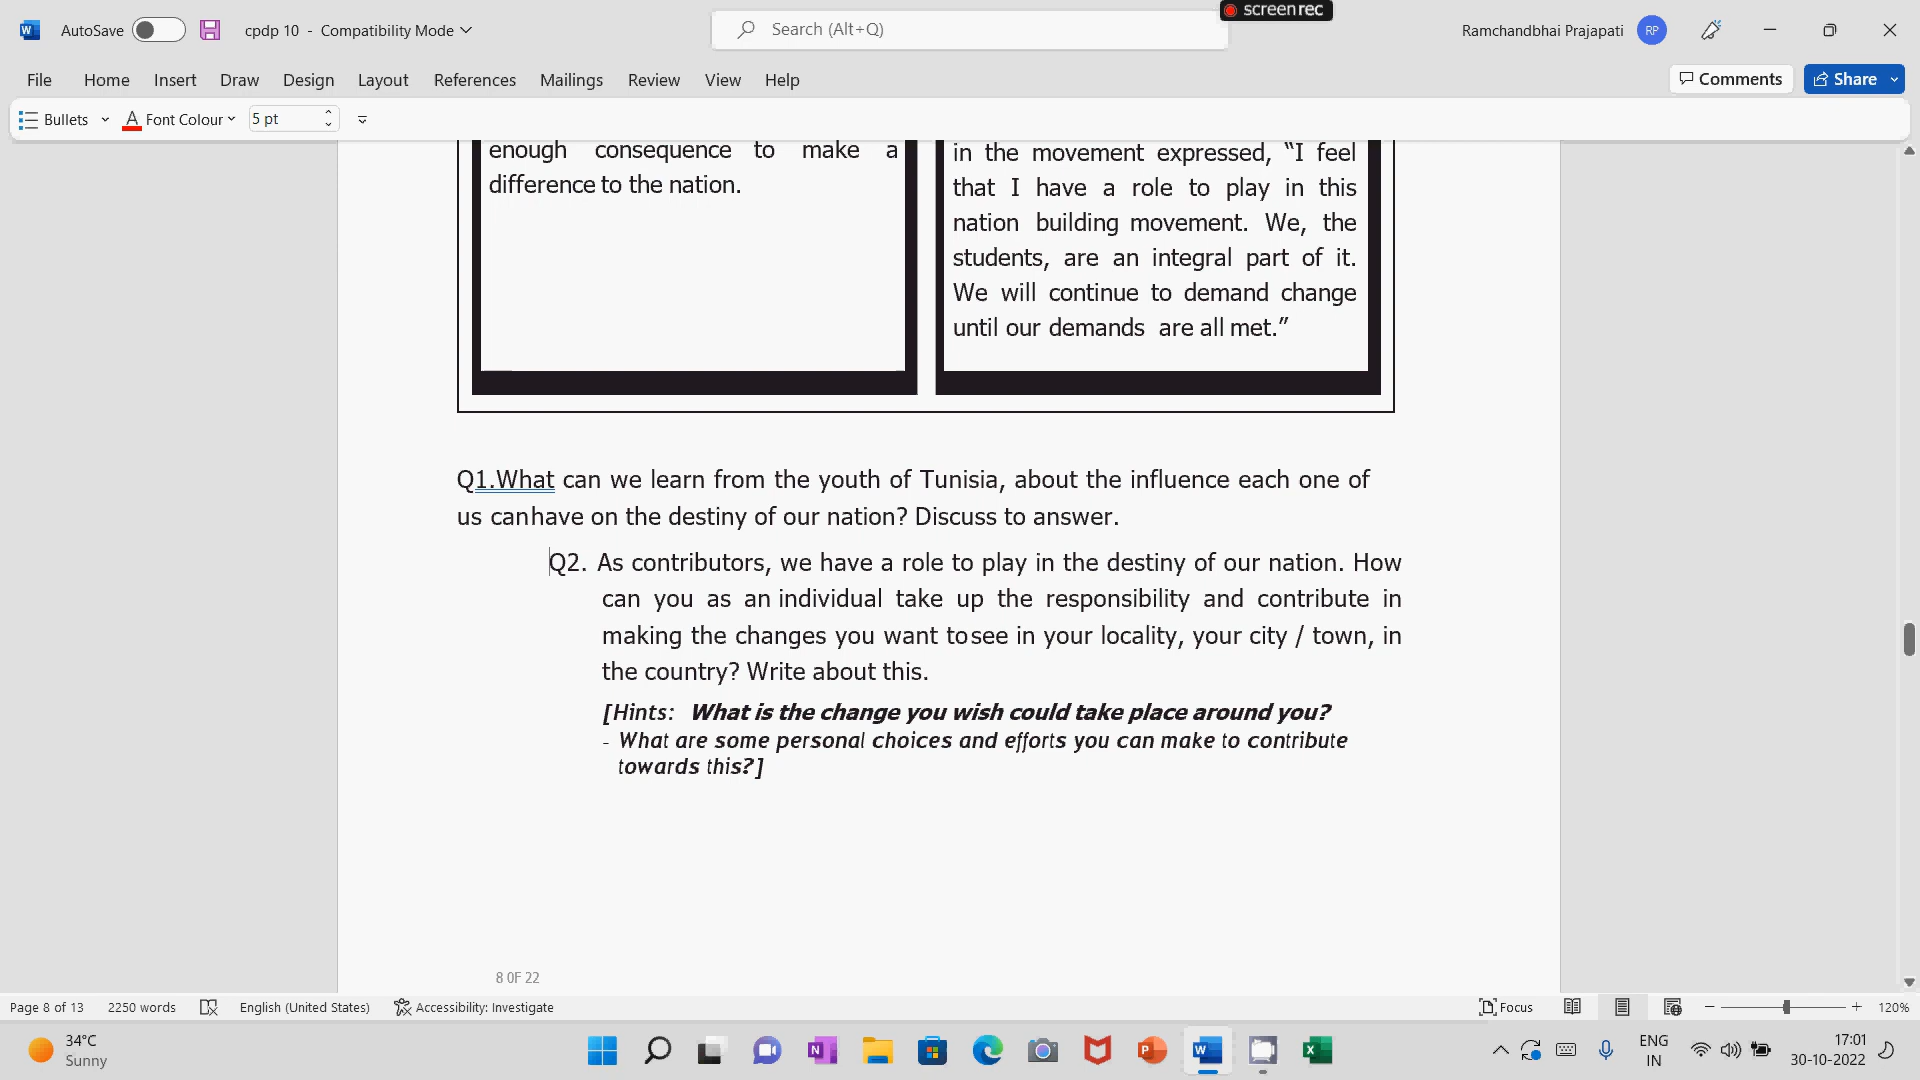 screenrec
AutoSave
cpdp 10 - Compatibility Mode
Search (Alt+Q)
Ramchandbhai Prajapati
RP
File Home Insert Draw Design Layout References Mailings Review View Help
Comments
Share
Bullets
Font Colour
5 pt
enough consequence to make a
difference to the nation.
in the movement expressed, “I feel
that I have a role to play in this
nation building movement. We, the
students, are an integral part of it.
We will continue to demand change
until our demands are all met.”
Q1.What can we learn from the youth of Tunisia, about the influence each one of
us canhave on the destiny of our nation? Discuss to answer.
Q2. As contributors, we have a role to play in the destiny of our nation. How
can you as an individual take up the responsibility and contribute in
making the changes you want tosee in your locality, your city / town, in
the country? Write about this.
[Hints: What is the change you wish could take place around you?
- What are some personal choices and efforts you can make to contribute
towards this?]
8 0F 22
Page 8 of 13
2250 words
English (United States)
Accessibility: Investigate
Focus
120%
34°C
Sunny
ENG
IN
17:01
30-10-2022